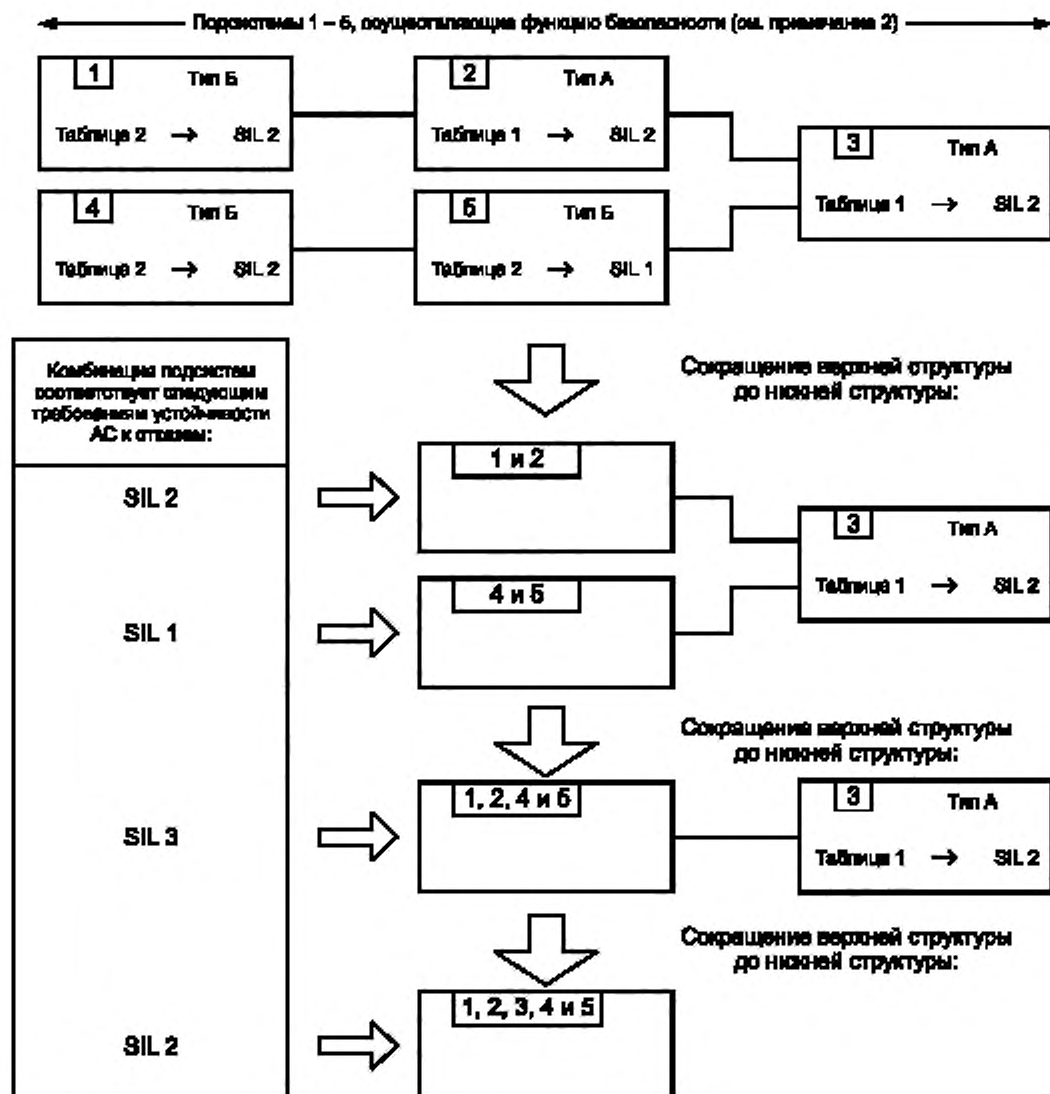 Подсистемы 1 – 5, осуществляющие функцию безопасности (см. примечание 2)
1 Тип Б
Таблица 2 → SIL 2
2 Тип А
Таблица 1 → SIL 2
3 Тип А
Таблица 1 → SIL 2
4 Тип Б
Таблица 2 → SIL 2
5 Тип Б
Таблица 2 → SIL 1
Комбинация подсистем
соответствует следующим
требованиям устойчивости
АС к отказам:
Сокращение верхней структуры
до нижней структуры:
SIL 2
1 и 2
3 Тип А
Таблица 1 → SIL 2
SIL 1
4 и 5
Сокращение верхней структуры
до нижней структуры:
SIL 3
1, 2, 4 и 5
3 Тип А
Таблица 1 → SIL 2
Сокращение верхней структуры
до нижней структуры:
SIL 2
1, 2, 3, 4 и 5